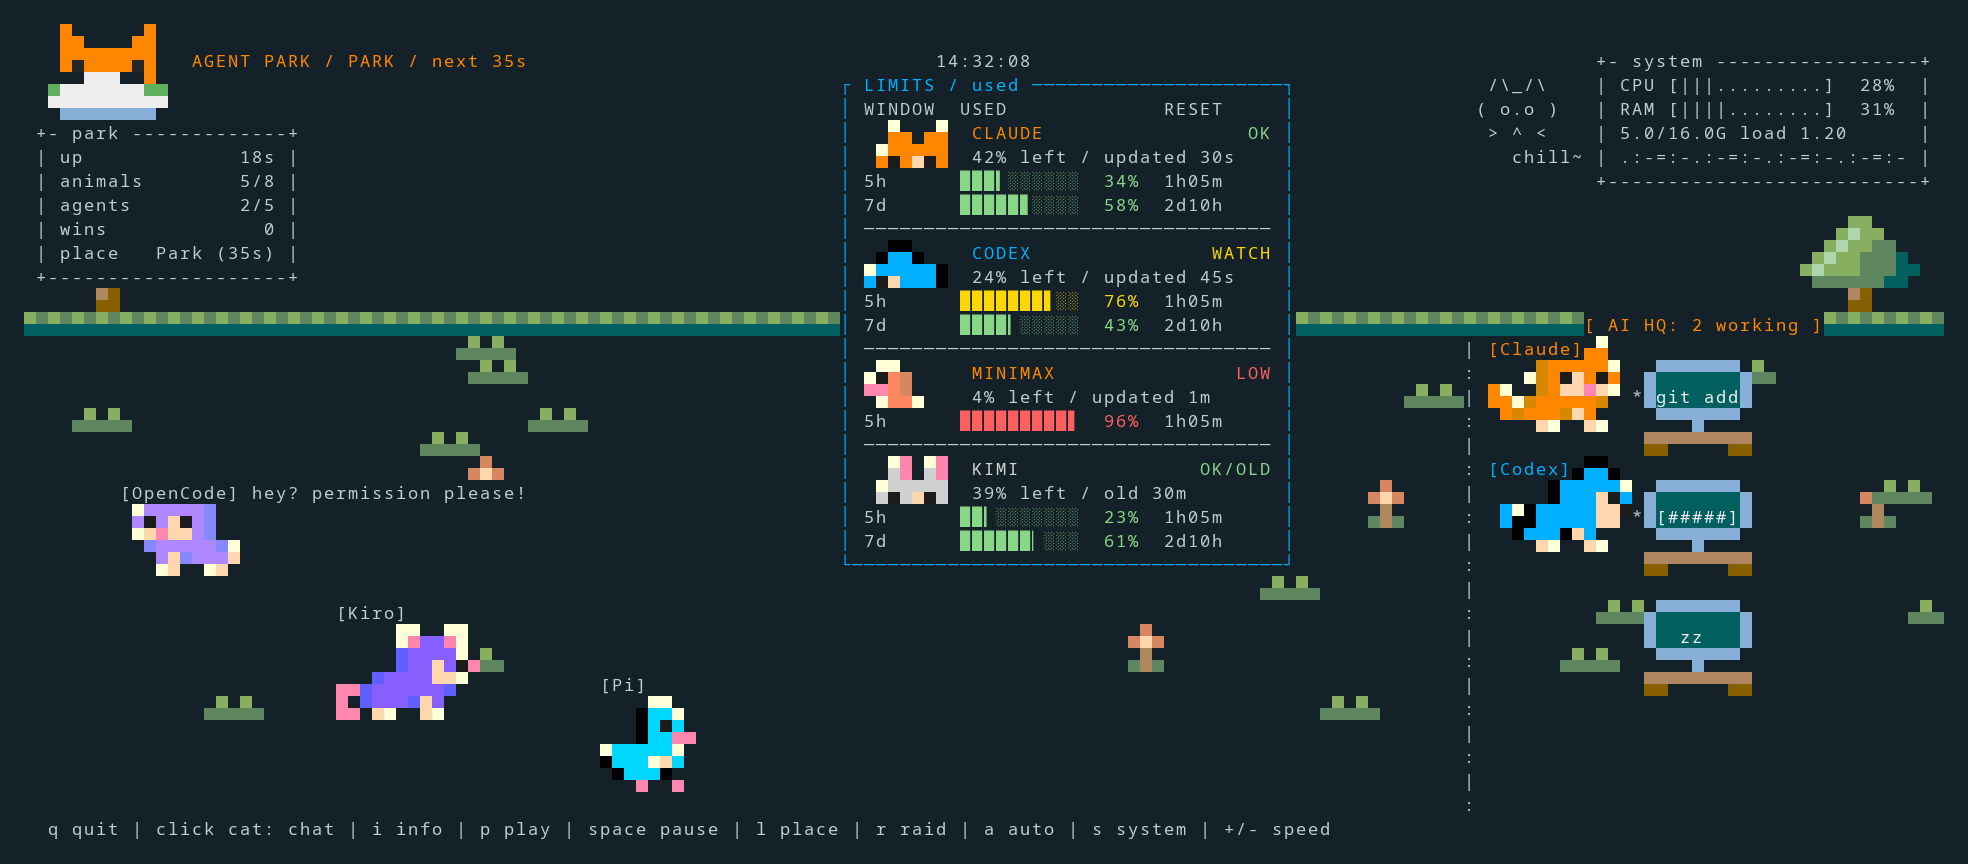 AGENT PARK / PARK / next 35s
+- park -------------+
| up 18s |
| animals 5/8 |
| agents 2/5 |
| wins 0 |
| place Park (35s) |
+--------------------+
14:32:08
LIMITS / used
WINDOW USED RESET
CLAUDE OK
42% left / updated 30s
5h 34% 1h05m
7d 58% 2d10h
CODEX WATCH
24% left / updated 45s
5h 76% 1h05m
7d 43% 2d10h
MINIMAX LOW
4% left / updated 1m
5h 96% 1h05m
KIMI OK/OLD
39% left / old 30m
5h 23% 1h05m
7d 61% 2d10h
/\_/\
( o.o )
> ^ <
chill~
+- system -----------------+
| CPU [|||.........] 28% |
| RAM [||||........] 31% |
| 5.0/16.0G load 1.20 |
| .:-=:-.:-=:-.:-=:-.:-=:- |
+--------------------------+
[ AI HQ: 2 working ]
[Claude]
* git add
[Codex]
* [#####]
zz
[OpenCode] hey? permission please!
[Kiro]
[Pi]
q quit | click cat: chat | i info | p play | space pause | l place | r raid | a auto | s system | +/- speed